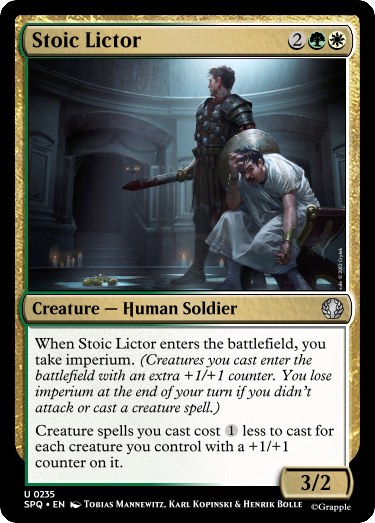 Stoic Lictor 2
Creature — Human Soldier
When Stoic Lictor enters the battlefield, you
take imperium. (Creatures you cast enter the
battlefield with an extra +1/+1 counter. You lose
imperium at the end of your turn if you didn't
attack or cast a creature spell.)
Creature spells you cast cost 1 less to cast for
each creature you control with a +1/+1
counter on it.
3/2
U 0235
SPQ • EN Tobias Mannewitz, Karl Kopinski & Henrik Bolle
©Grapple